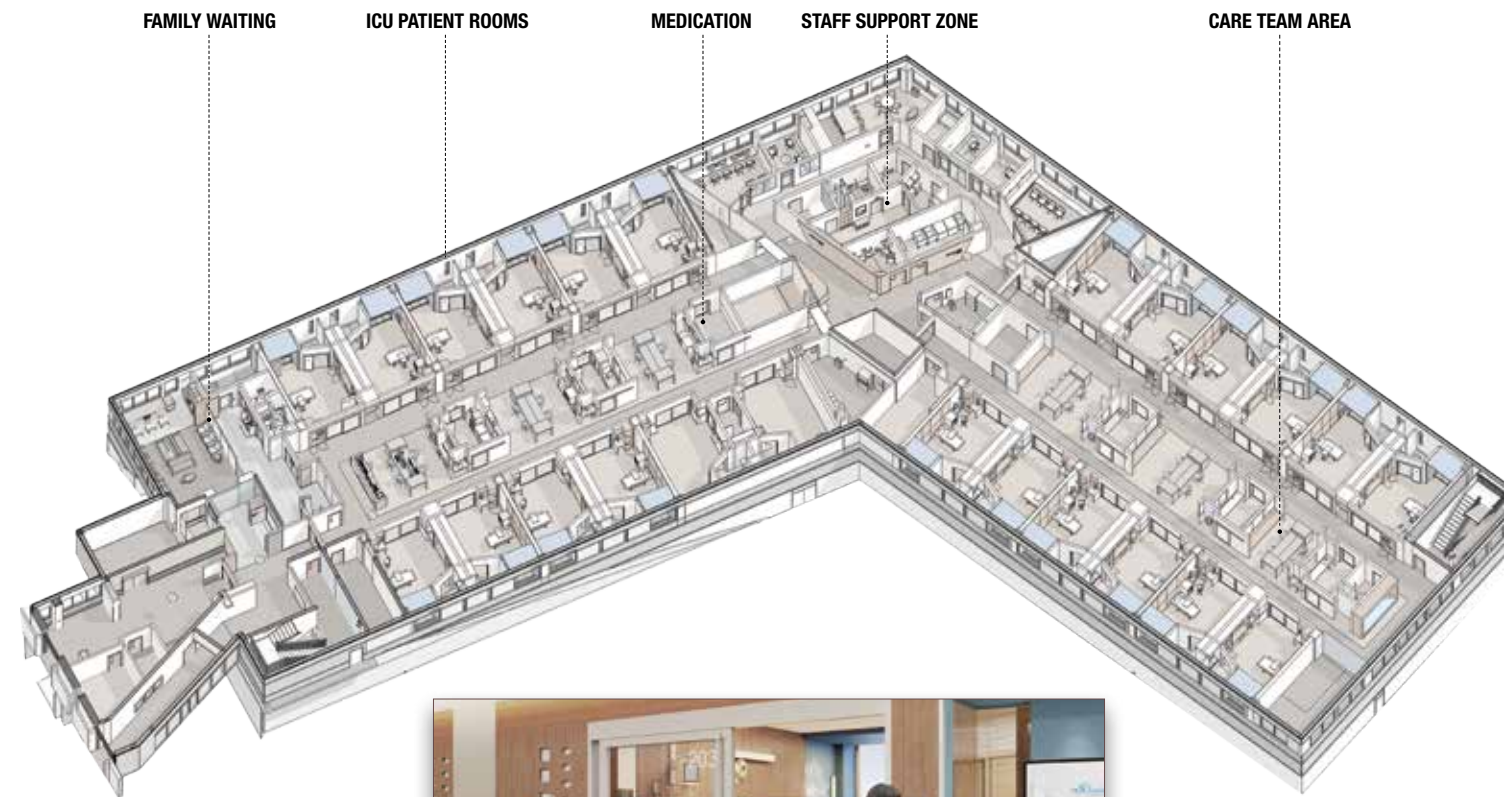 FAMILY WAITING
ICU PATIENT ROOMS
MEDICATION
STAFF SUPPORT ZONE
CARE TEAM AREA
203